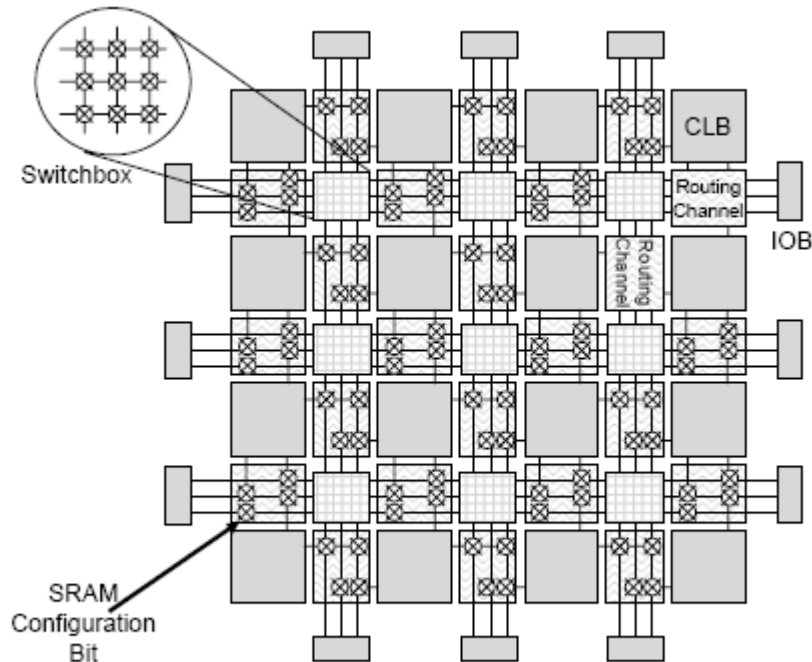 Switchbox
CLB
Routing
Channel
IOB
Routing
Channel
SRAM
Configuration
Bit